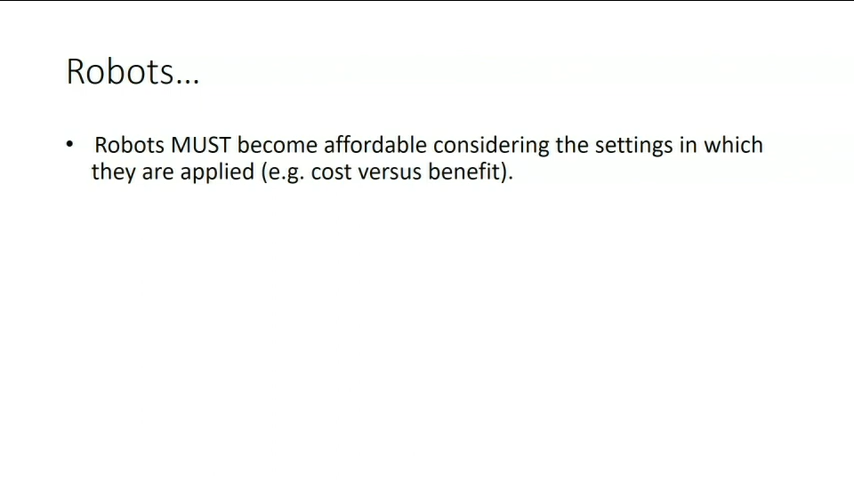 Robots...
• Robots MUST become affordable considering the settings in which
they are applied (e.g. cost versus benefit).